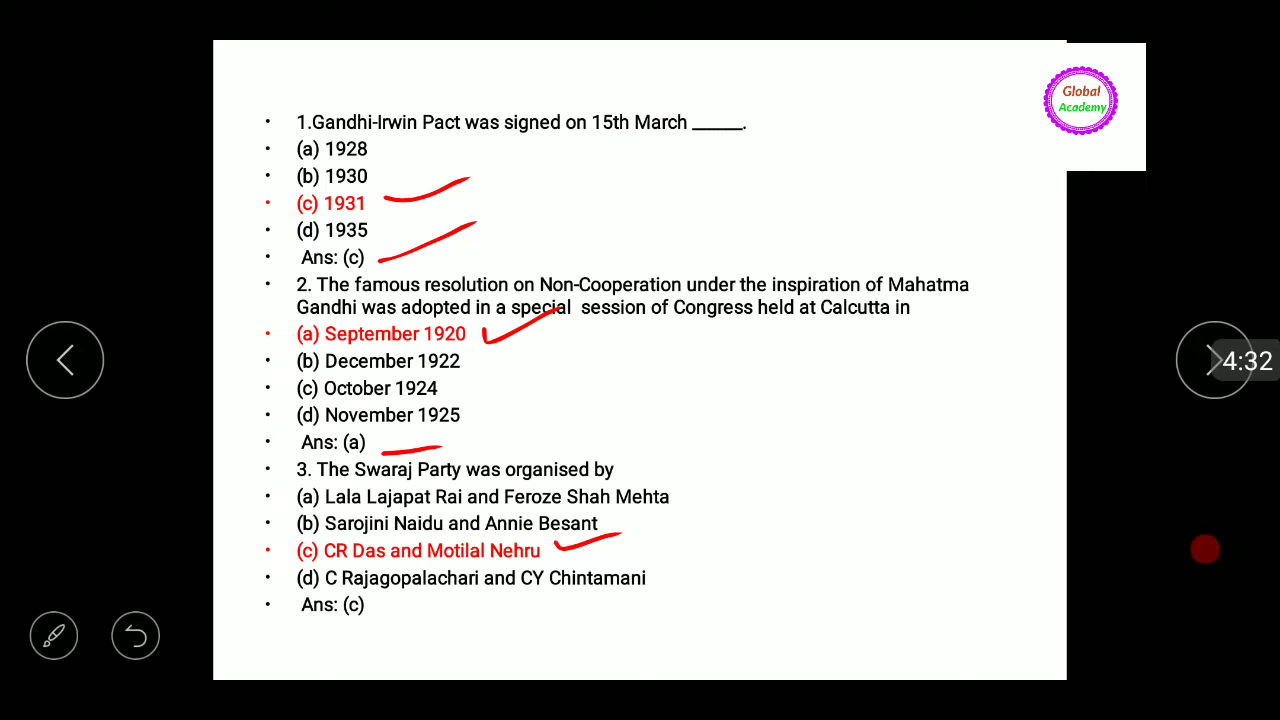 Global
Academy
• 1.Gandhi-Irwin Pact was signed on 15th March ______.
• (a) 1928
• (b) 1930
• (c) 1931
• (d) 1935
• Ans: (c)
• 2. The famous resolution on Non-Cooperation under the inspiration of Mahatma
Gandhi was adopted in a special session of Congress held at Calcutta in
• (a) September 1920
• (b) December 1922
• (c) October 1924
• (d) November 1925
• Ans: (a)
• 3. The Swaraj Party was organised by
• (a) Lala Lajapat Rai and Feroze Shah Mehta
• (b) Sarojini Naidu and Annie Besant
• (c) CR Das and Motilal Nehru
• (d) C Rajagopalachari and CY Chintamani
• Ans: (c)
4:32